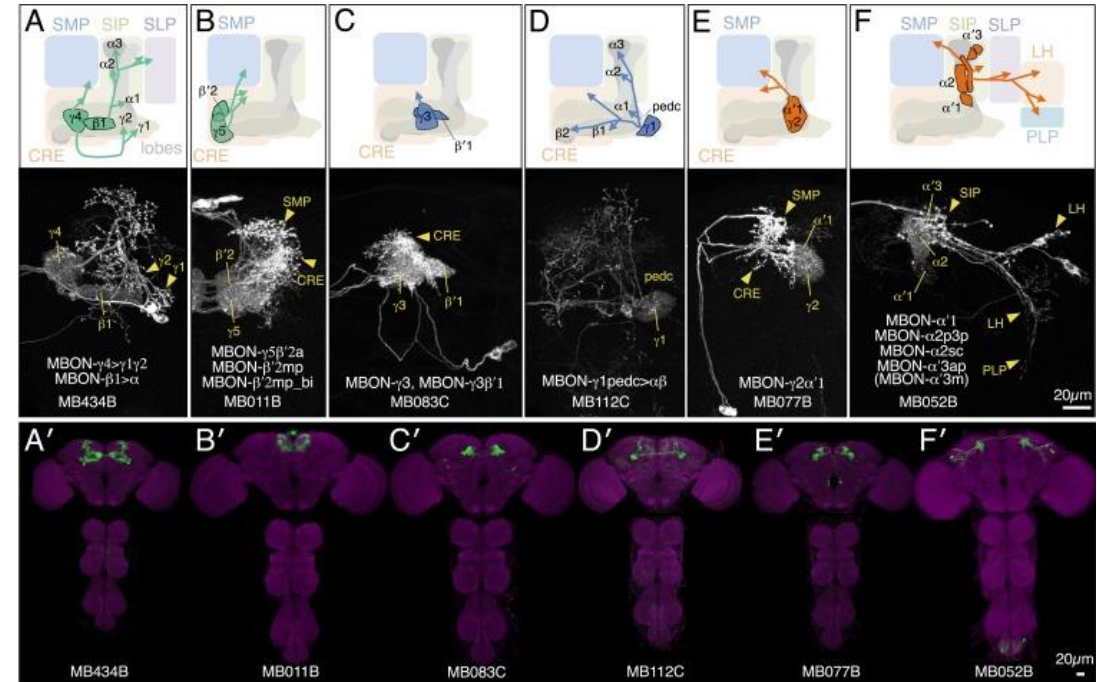 A
SMP SIP SLP
α3
α2
α1
γ4
β1
γ2
γ1
lobes
CRE
B
SMP
β′2
γ5
CRE
C
γ3
β′1
D
α3
α2
α1
pedc
β2
β1
γ1
E
α′1
γ2
F
SMP SIP SLP
α′3
LH
α2
α′1
PLP
CRE
γ4
γ2
γ1
β1
MBON-γ4>γ1γ2
MBON-β1>α
MB434B
SMP
β′2
CRE
γ5
MBON-γ5β′2a
MBON-β′2mp
MBON-β′2mp_bi
MB011B
CRE
γ3
β′1
MBON-γ3, MBON-γ3β′1
MB083C
pedc
γ1
MBON-γ1pedc>αβ
MB112C
SMP
α′1
CRE
γ2
MBON-γ2α′1
MB077B
α′3
SIP
LH
α2
α′1
LH
PLP
MBON-α′1
MBON-α2p3p
MBON-α2sc
MBON-α′3ap
(MBON-α′3m)
MB052B
20μm
A′
B′
C′
D′
E′
F′
MB434B
MB011B
MB083C
MB112C
MB077B
MB052B
20μm